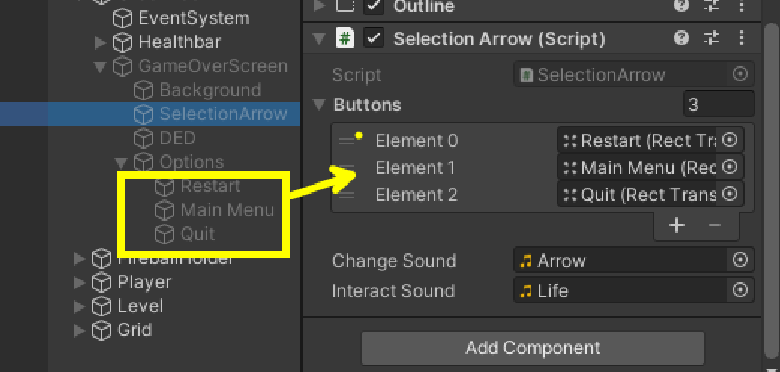 EventSystem
Healthbar
GameOverScreen
Background
SelectionArrow
DED
Options
Restart
Main Menu
Quit
FireballHolder
Player
Level
Grid
Outline
# Selection Arrow (Script)
Script # SelectionArrow
Buttons 3
Element 0 Restart (Rect Tra
Element 1 Main Menu (Rec
Element 2 Quit (Rect Trans
+ −
Change Sound Arrow
Interact Sound Life
Add Component